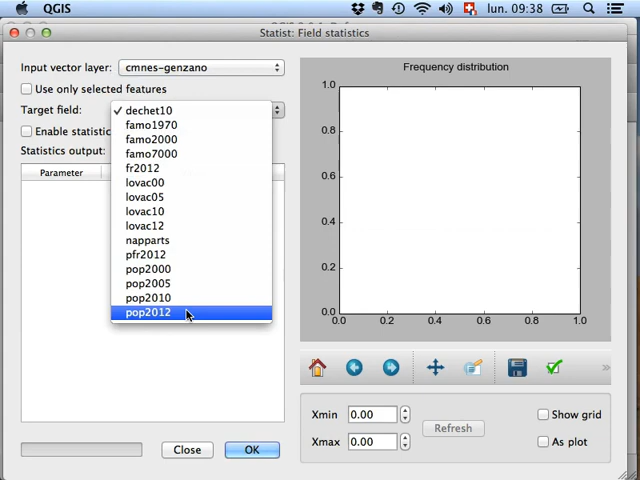 QGIS
lun. 09:38
Statist: Field statistics
Input vector layer: cmnes-genzano
Use only selected features
Target field:
✓ dechet10
famo1970
famo2000
famo7000
fr2012
lovac00
lovac05
lovac10
lovac12
napparts
pfr2012
pop2000
pop2005
pop2010
pop2012
Enable statistic
Statistics output:
Parameter
Frequency distribution
1.0
0.8
0.6
0.4
0.2
0.0
0.0 0.2 0.4 0.6 0.8 1.0
»
Xmin 0.00
Xmax 0.00
Refresh
Show grid
As plot
Close
OK